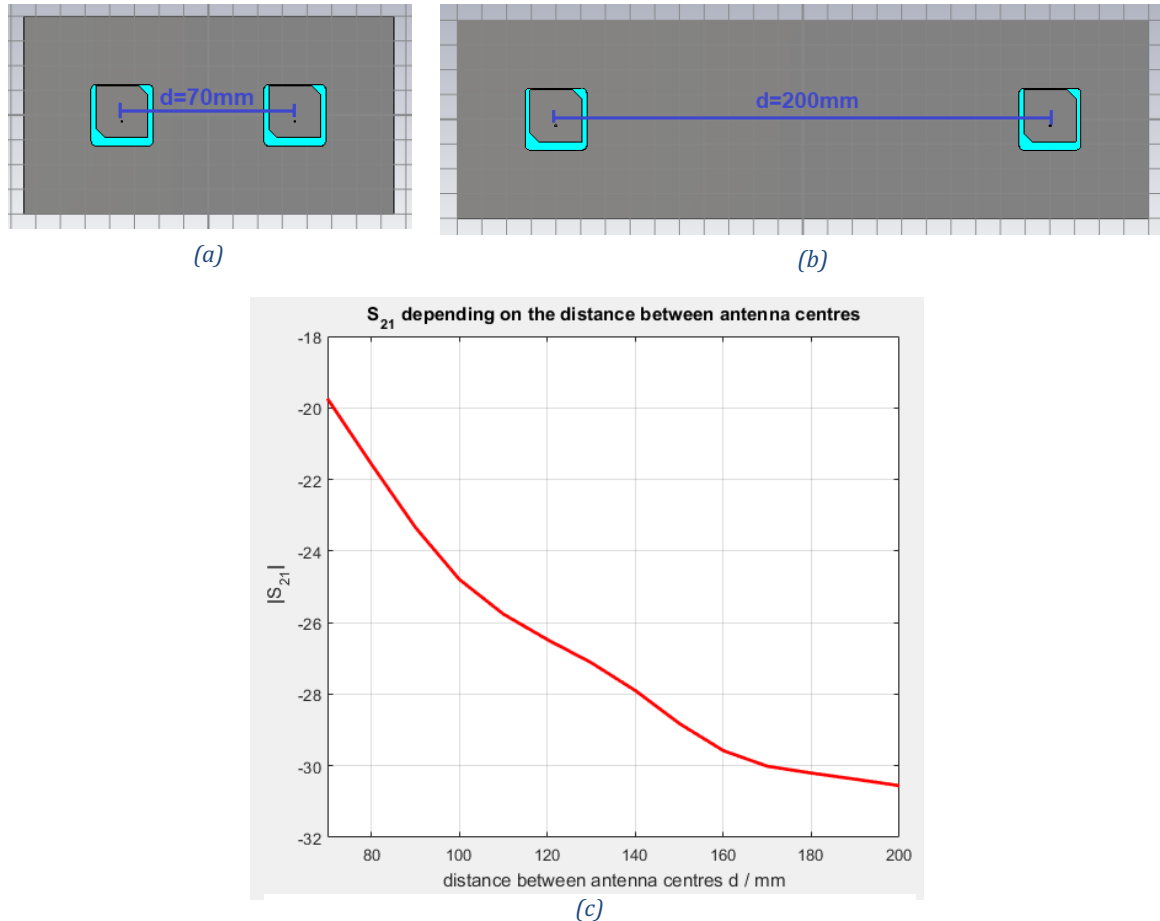 d=70mm
d=200mm
(a)
(b)
S21 depending on the distance between antenna centres
-18
-20
-22
-24
-26
-28
-30
-32
|S21|
80 100 120 140 160 180 200
distance between antenna centres d / mm
(c)